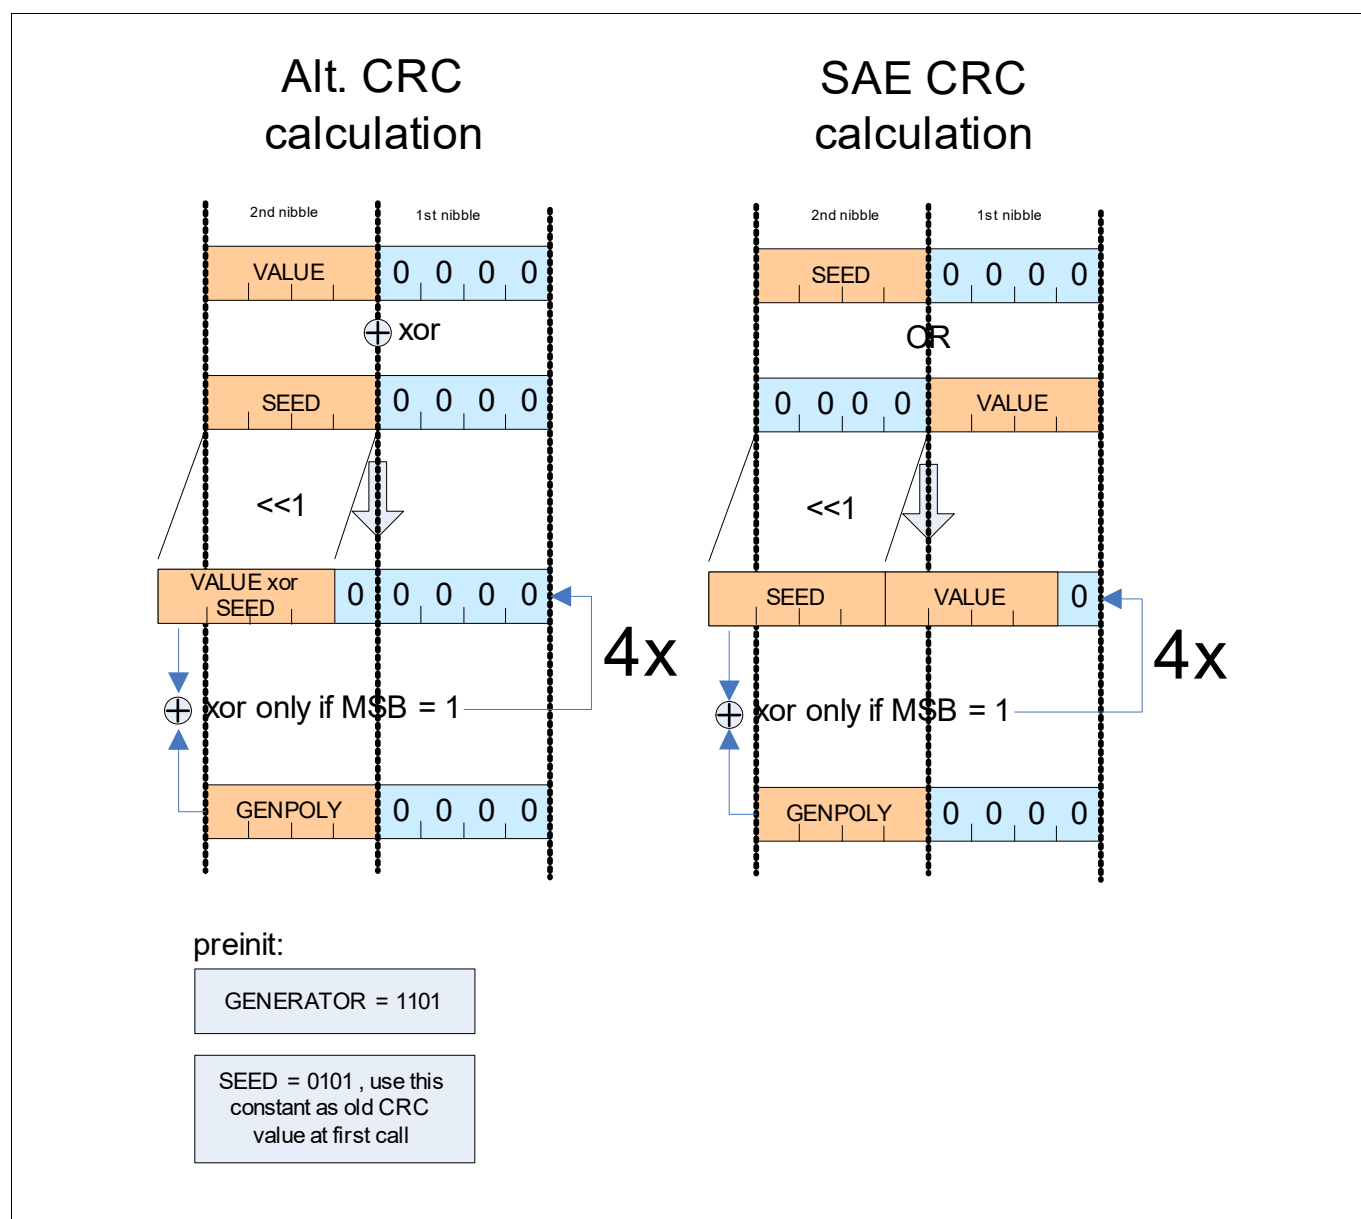 Alt. CRC
calculation
2nd nibble
1st nibble
VALUE
0 0 0 0
xor
SEED
0 0 0 0
<<1
VALUE xor
SEED
0 0 0 0 0
4x
xor only if MSB = 1
GENPOLY
0 0 0 0
SAE CRC
calculation
2nd nibble
1st nibble
SEED
0 0 0 0
OR
0 0 0 0
VALUE
<<1
SEED
VALUE
0
4x
xor only if MSB = 1
GENPOLY
0 0 0 0
preinit:
GENERATOR = 1101
SEED = 0101 , use this
constant as old CRC
value at first call